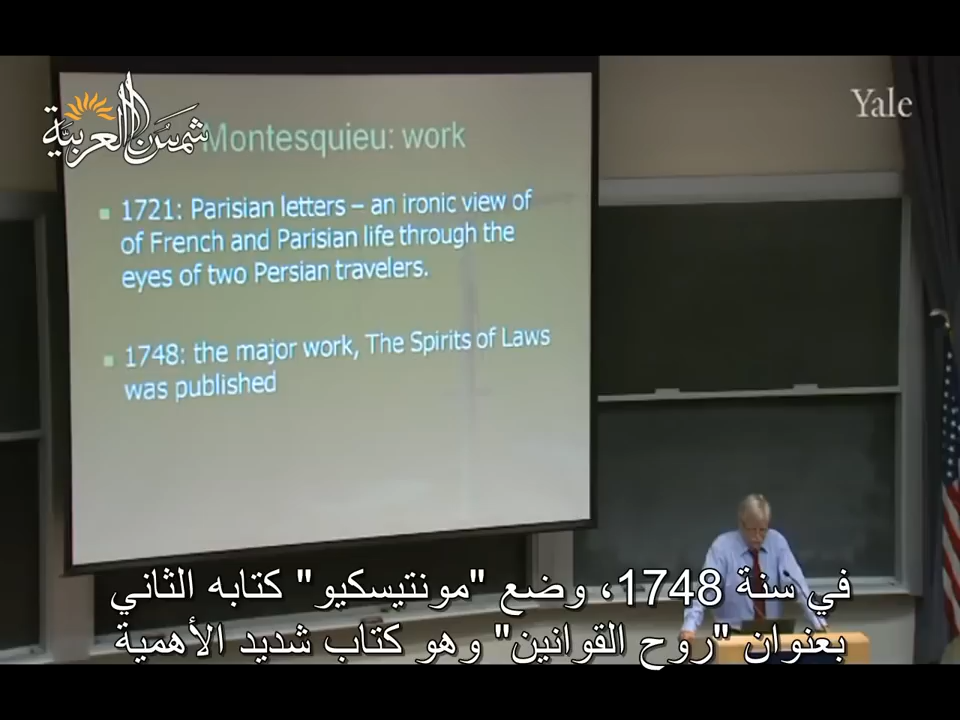 شمس العربية
Yale
Montesquieu: work
1721: Parisian letters – an ironic view of
of French and Parisian life through the
eyes of two Persian travelers.
1748: the major work, The Spirits of Laws
was published
في سنة 1748، وضع "مونتيسكيو" كتابه الثاني
بعنوان "روح القوانين" وهو كتاب شديد الأهمية